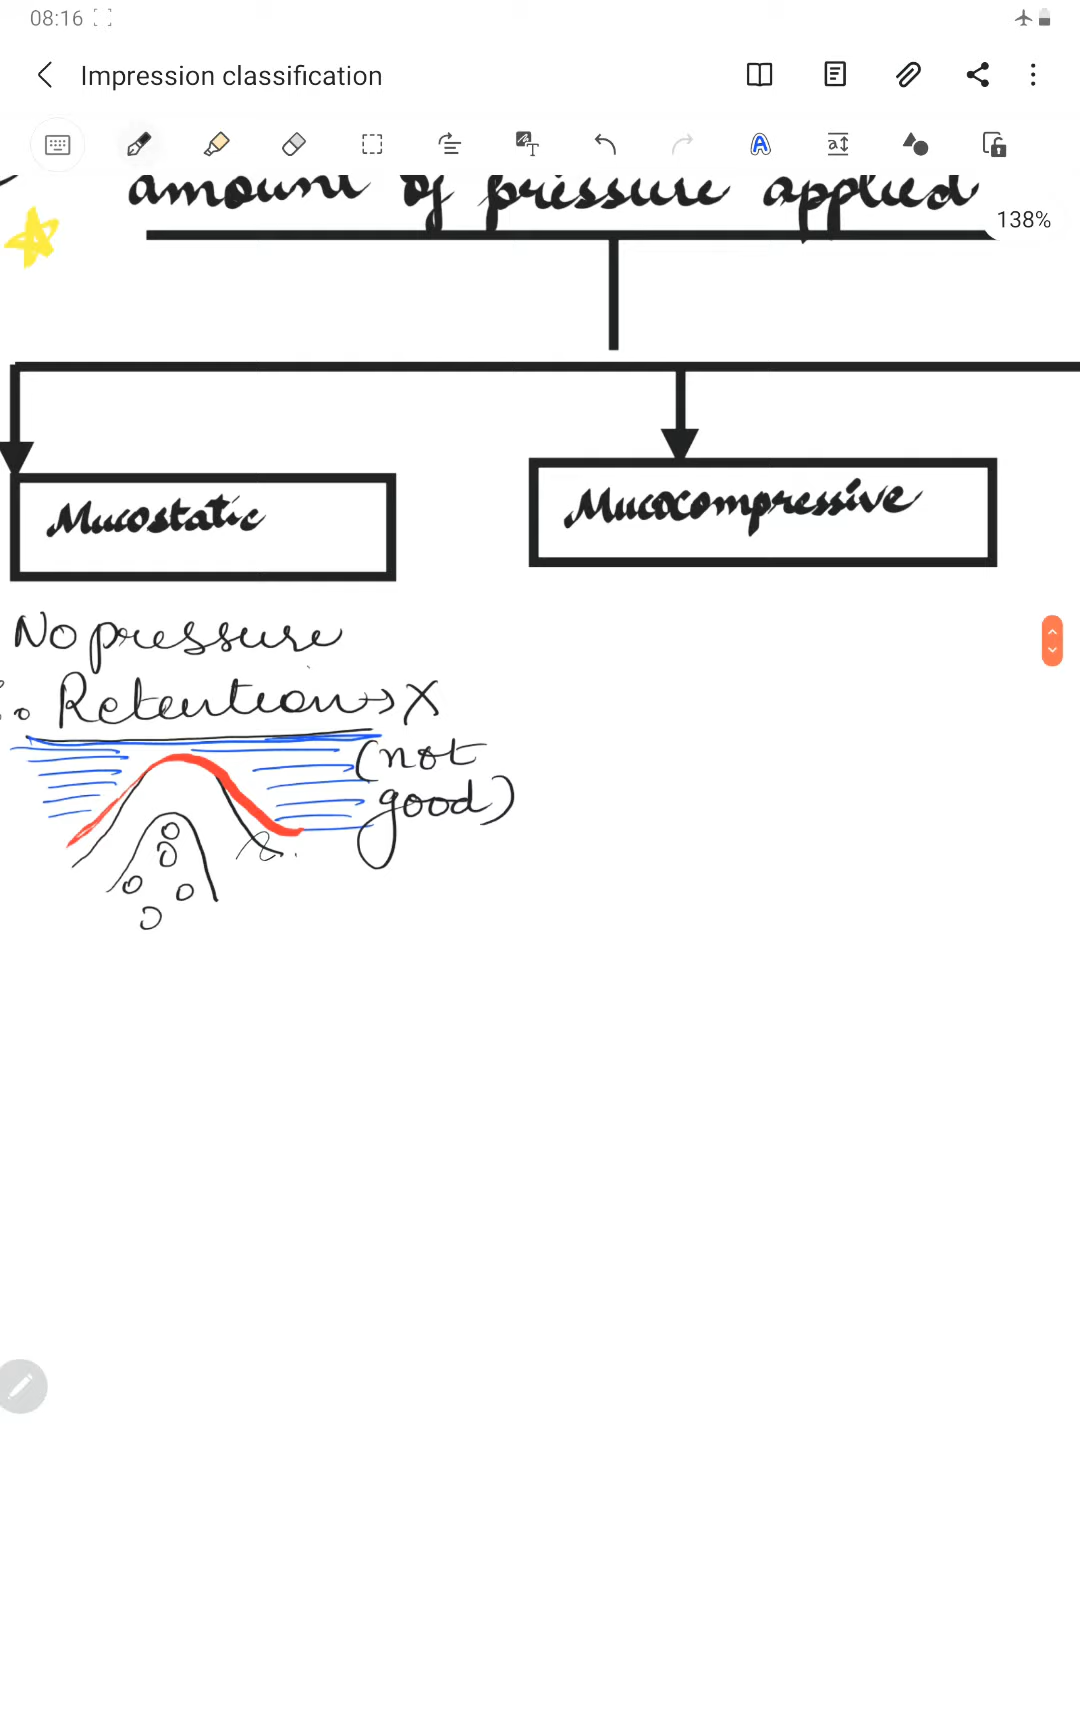 08:16
Impression classification
amount of pressure applied
138%
Mucostatic
Mucocompressive
No pressure
∴ Retention → X
(not
good)